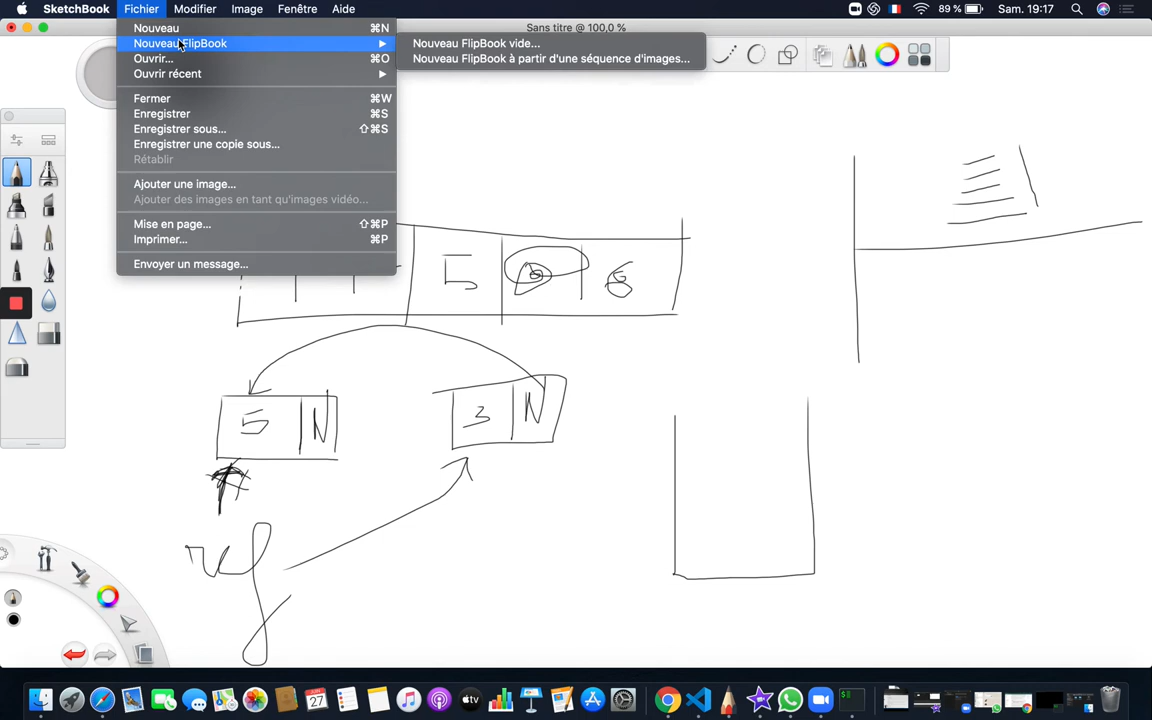 SketchBook Fichier Modifier Image Fenêtre Aide 89 % Sam. 19:17
Sans titre @ 100,0 %
Nouveau ⌘N
Nouveau FlipBook
Nouveau FlipBook vide...
Ouvrir... ⌘O
Nouveau FlipBook à partir d'une séquence d'images...
Ouvrir récent
Fermer ⌘W
Enregistrer ⌘S
Enregistrer sous... ⇧⌘S
Enregistrer une copie sous...
Rétablir
Ajouter une image...
Ajouter des images en tant qu'images vidéo...
Mise en page... ⇧⌘P
Imprimer... ⌘P
Envoyer un message...
5
5 N 3 N
ref
JUN
27
tv